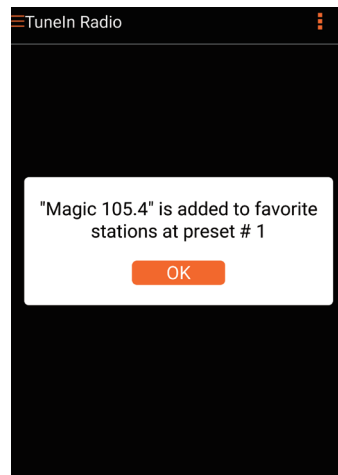 TuneIn Radio
"Magic 105.4" is added to favorite
stations at preset # 1
OK